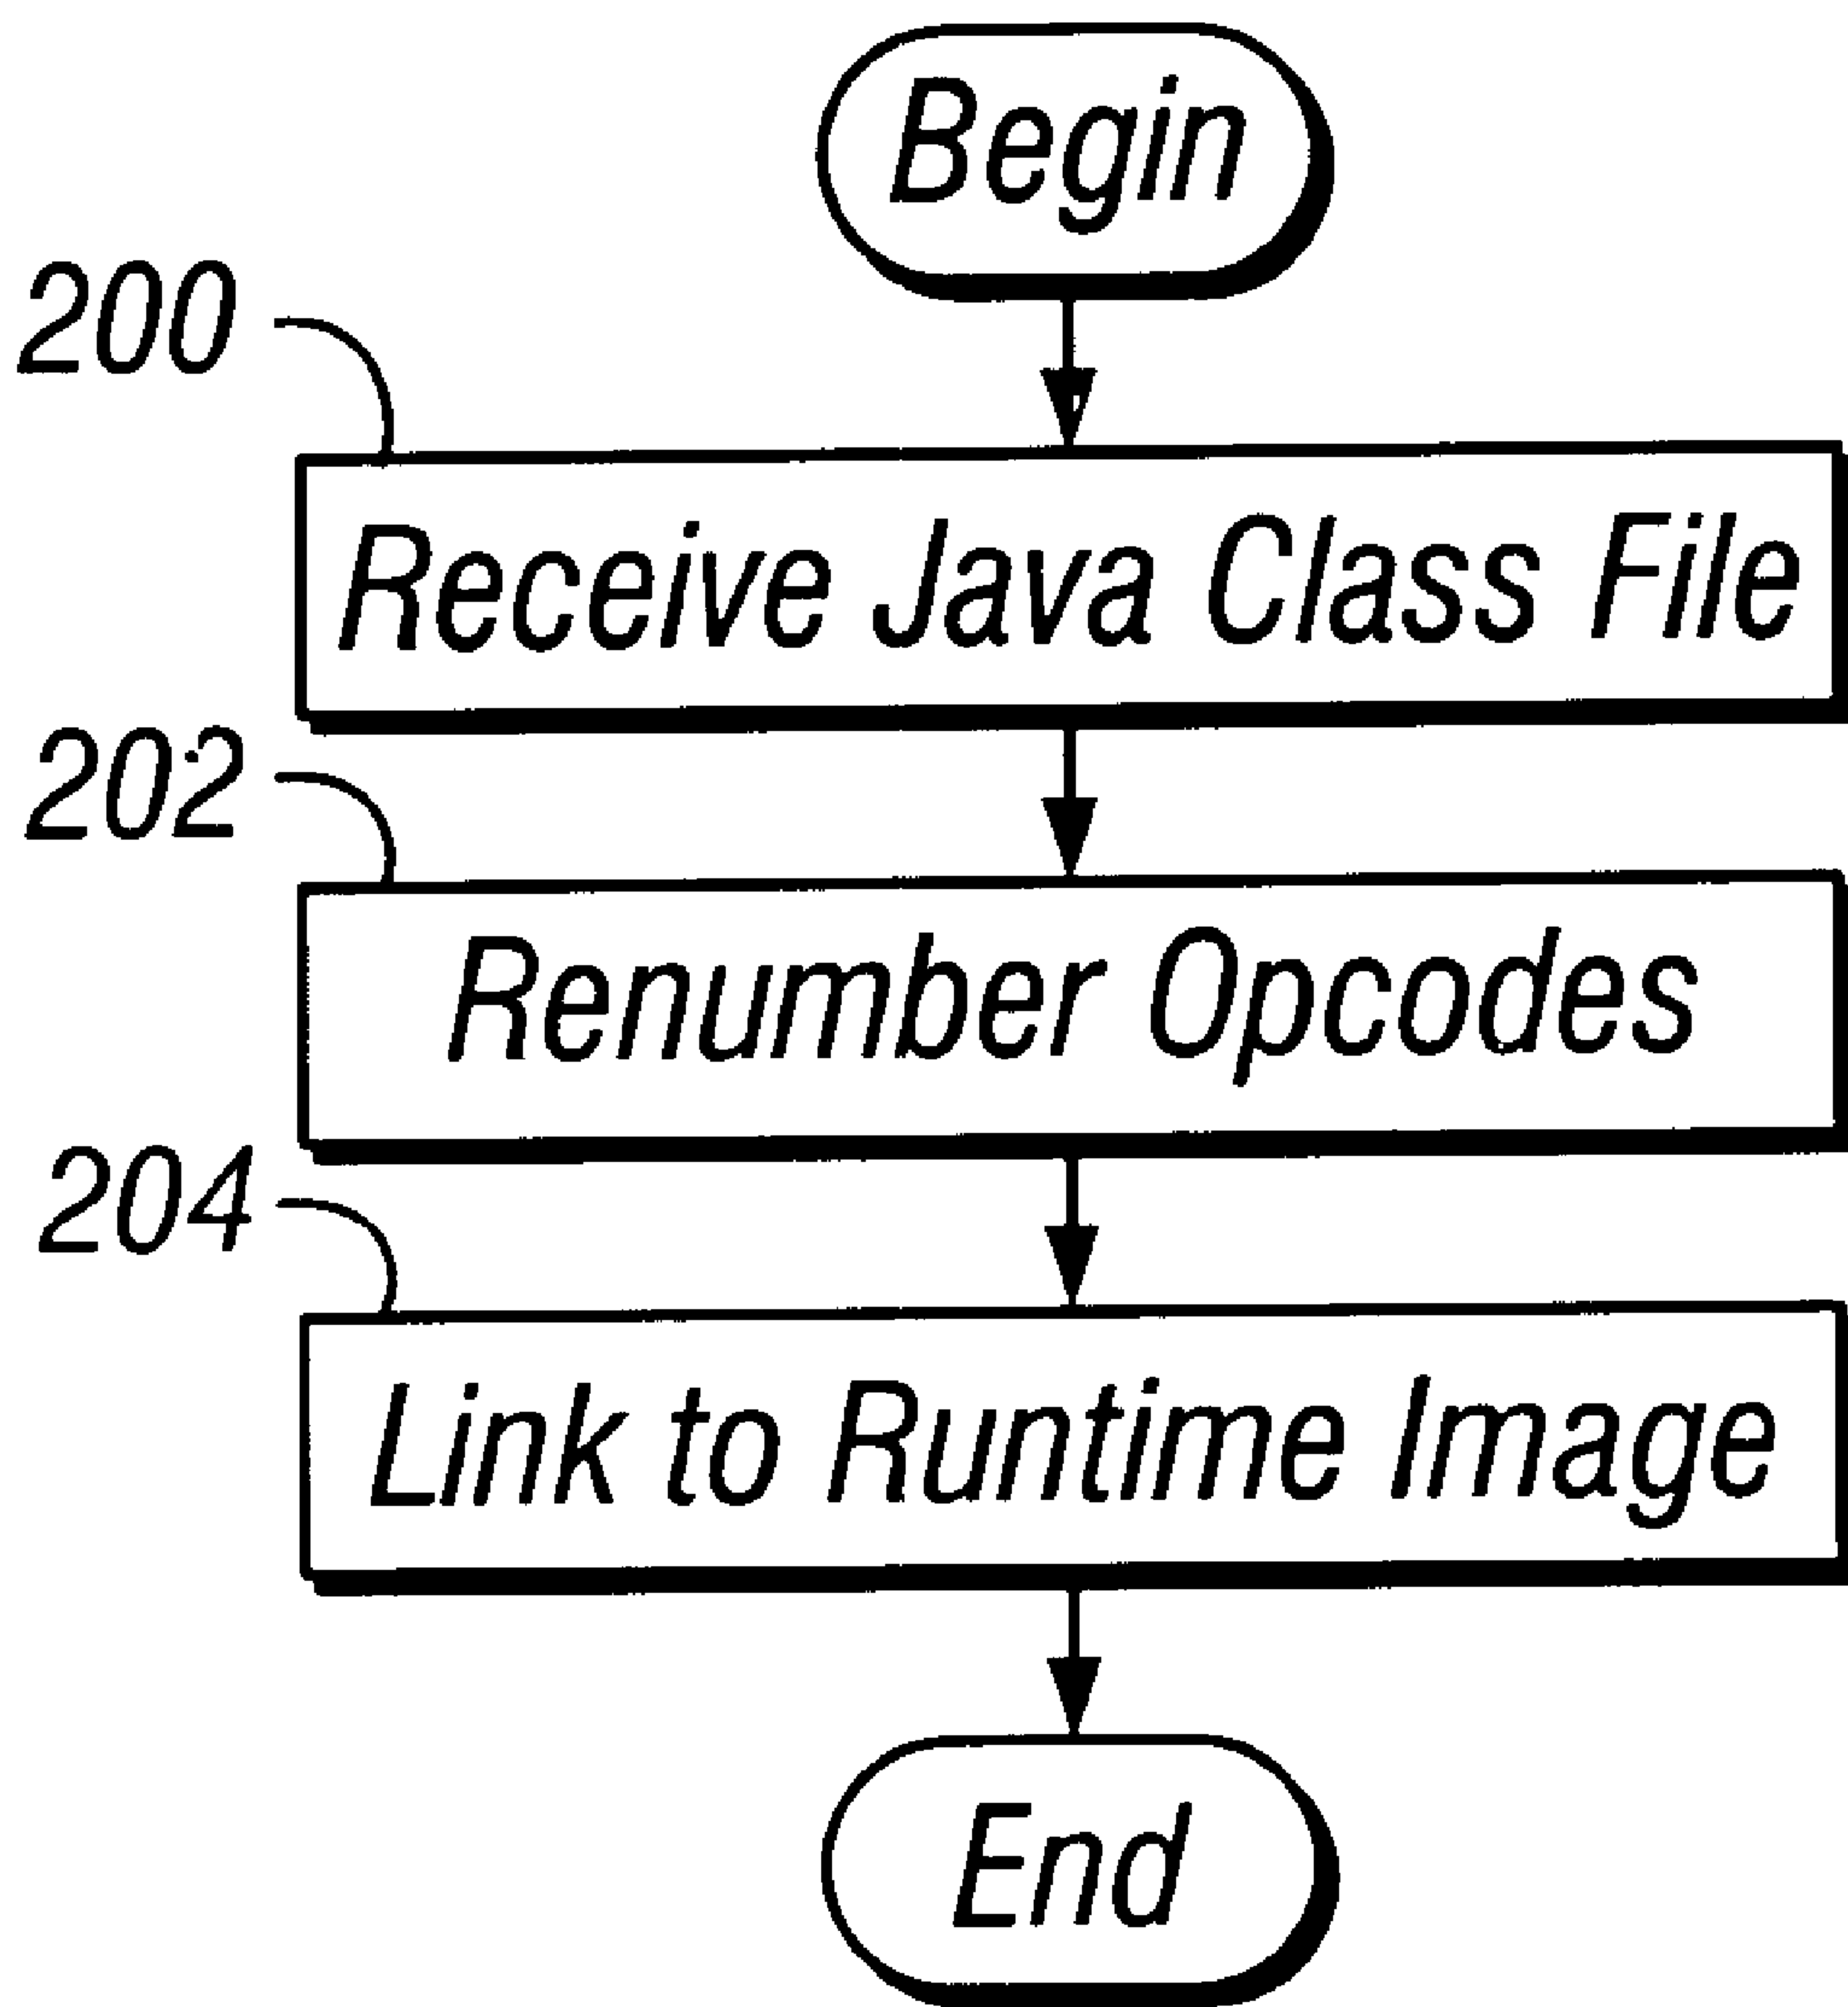 Begin
200
Receive Java Class File
202
Renumber Opcodes
204
Link to Runtime Image
End